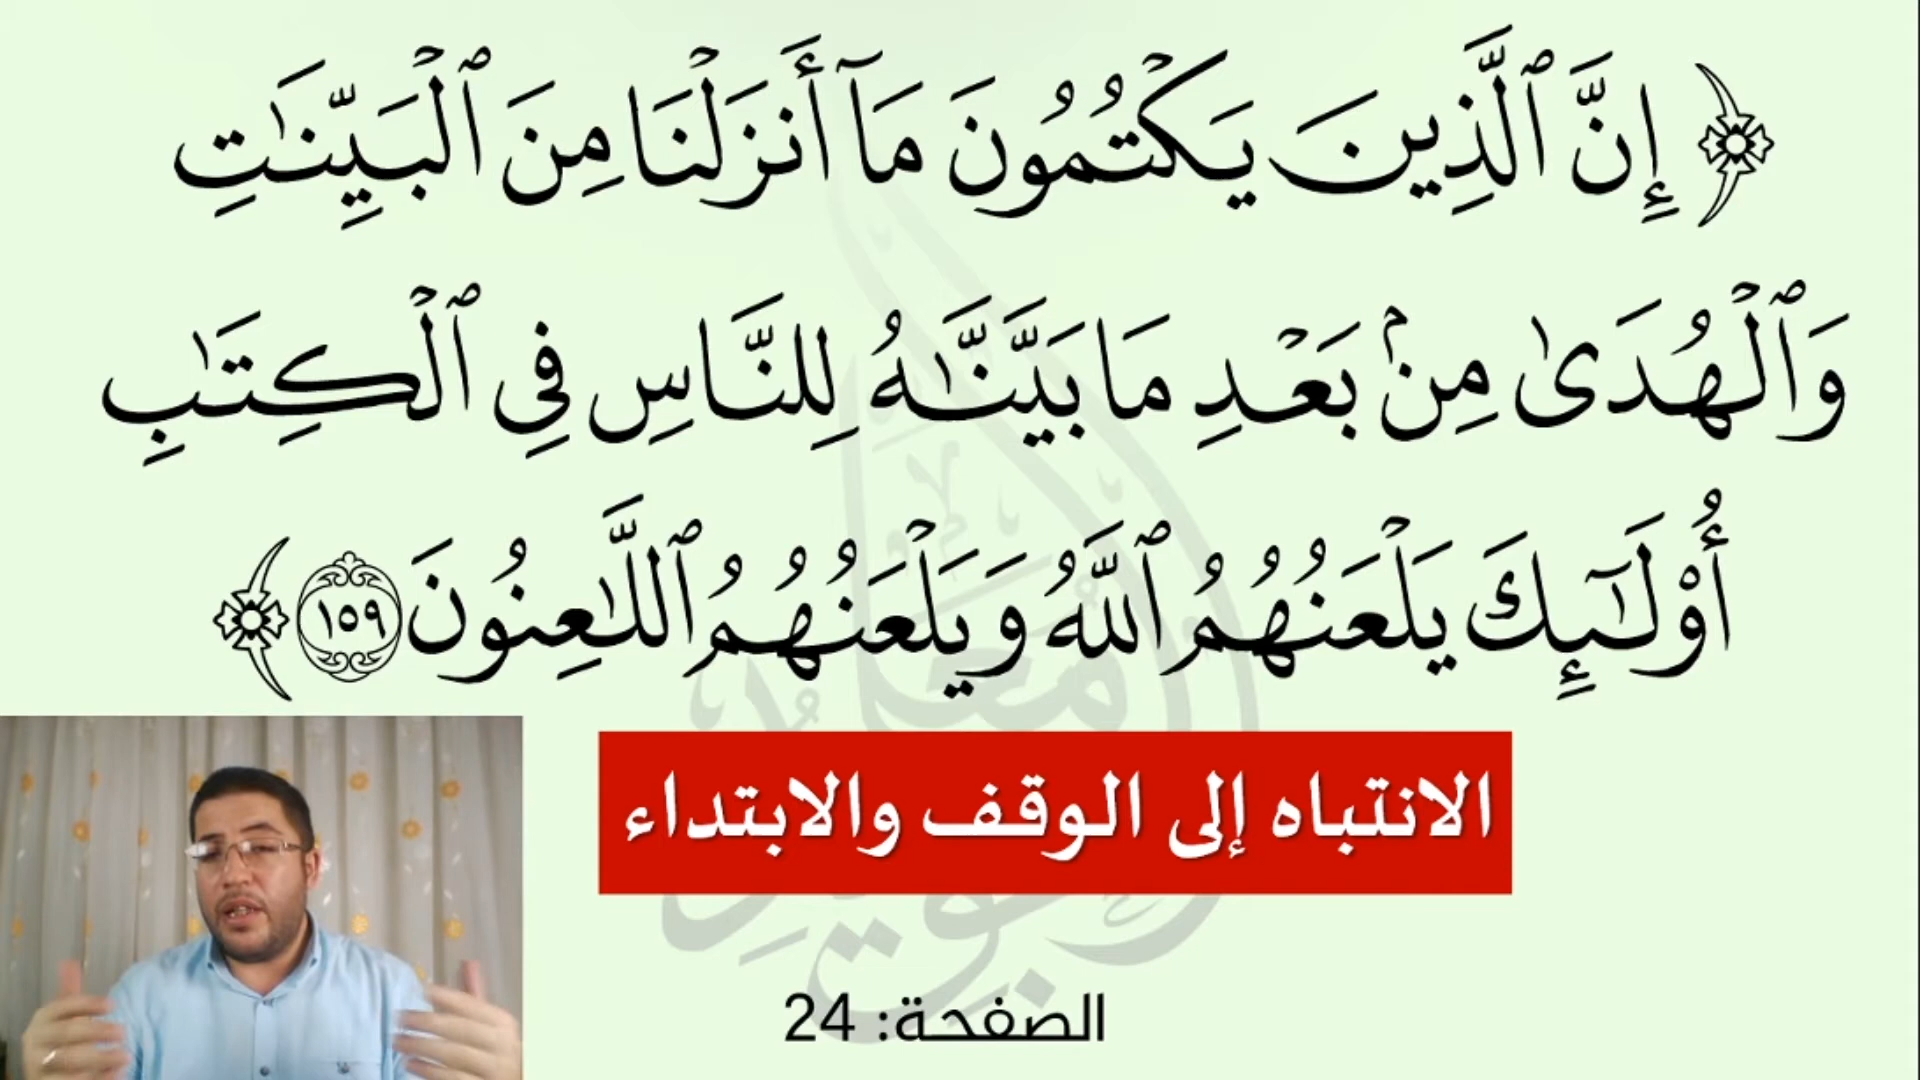 ﴿ إِنَّ ٱلَّذِينَ يَكْتُمُونَ مَآ أَنزَلْنَا مِنَ ٱلْبَيِّنَٰتِ
وَٱلْهُدَىٰ مِنۢ بَعْدِ مَا بَيَّنَّٰهُ لِلنَّاسِ فِي ٱلْكِتَٰبِ
أُوْلَٰٓئِكَ يَلْعَنُهُمُ ٱللَّهُ وَيَلْعَنُهُمُ ٱللَّٰعِنُونَ ١٥٩ ﴾
الانتباه إلى الوقف والابتداء
الصفحة: 24